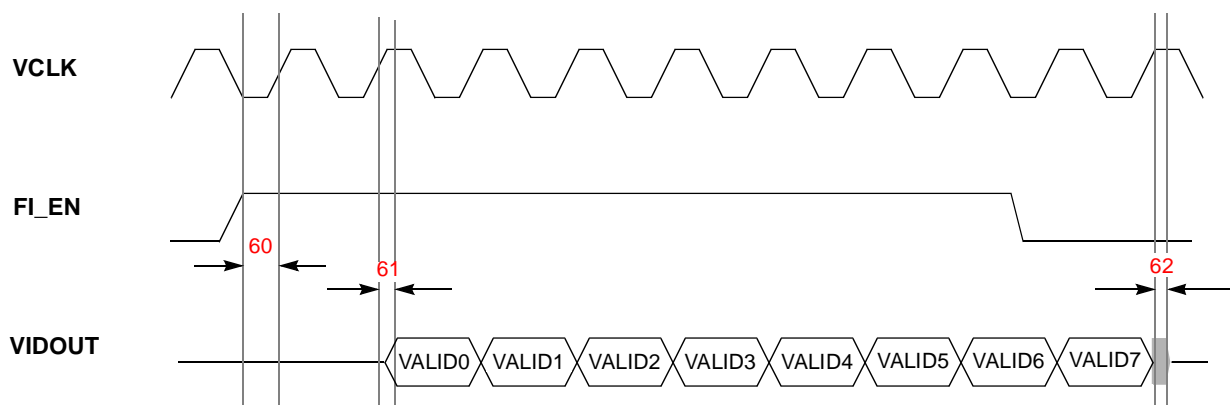 VCLK
FI_EN
60
61
62
VIDOUT
VALID0 VALID1 VALID2 VALID3 VALID4 VALID5 VALID6 VALID7